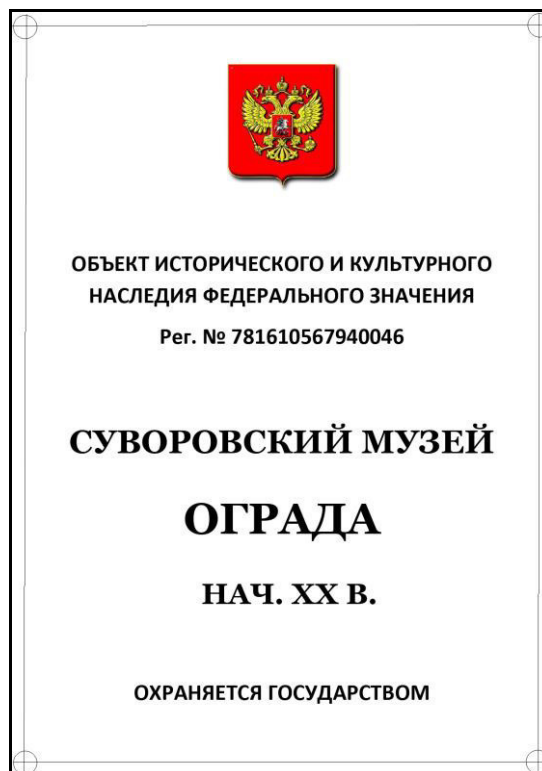 ОБЪЕКТ ИСТОРИЧЕСКОГО И КУЛЬТУРНОГО
НАСЛЕДИЯ ФЕДЕРАЛЬНОГО ЗНАЧЕНИЯ
Рег. № 781610567940046
СУВОРОВСКИЙ МУЗЕЙ
ОГРАДА
НАЧ. XX В.
ОХРАНЯЕТСЯ ГОСУДАРСТВОМ